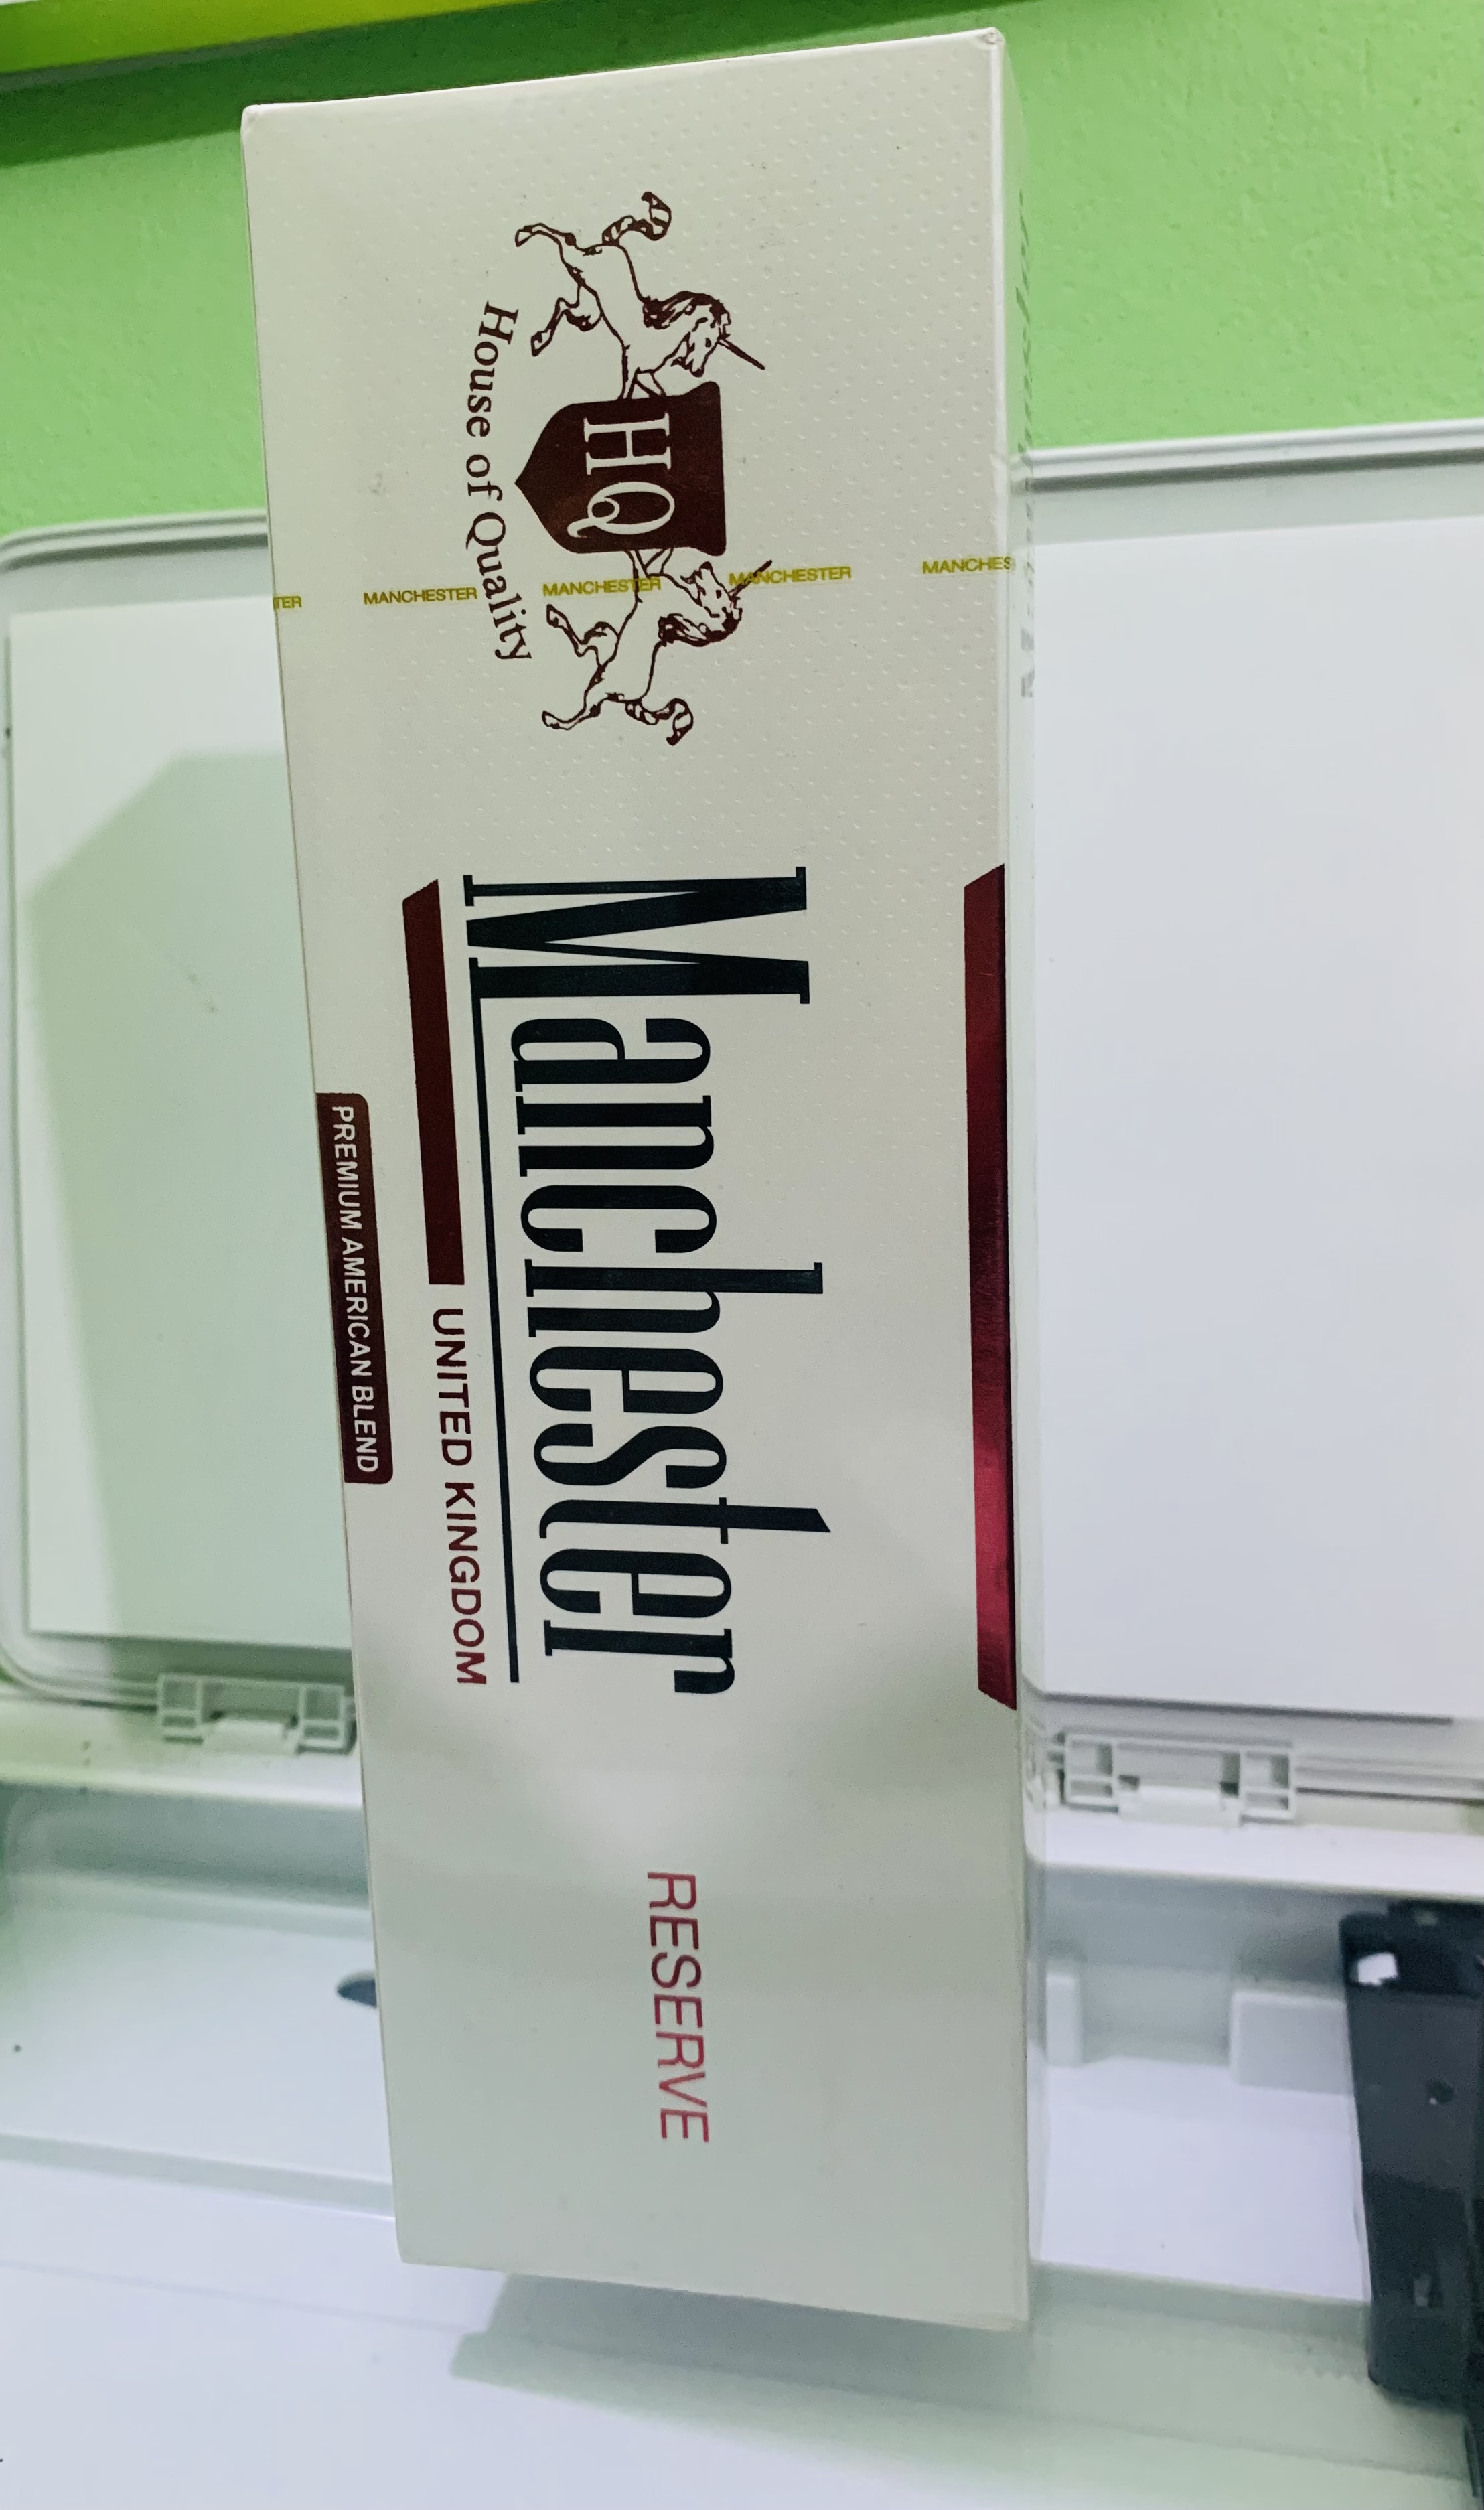 HQ
House of Quality
MANCHESTER MANCHESTER MANCHESTER
Manchester
UNITED KINGDOM
PREMIUM AMERICAN BLEND
RESERVE